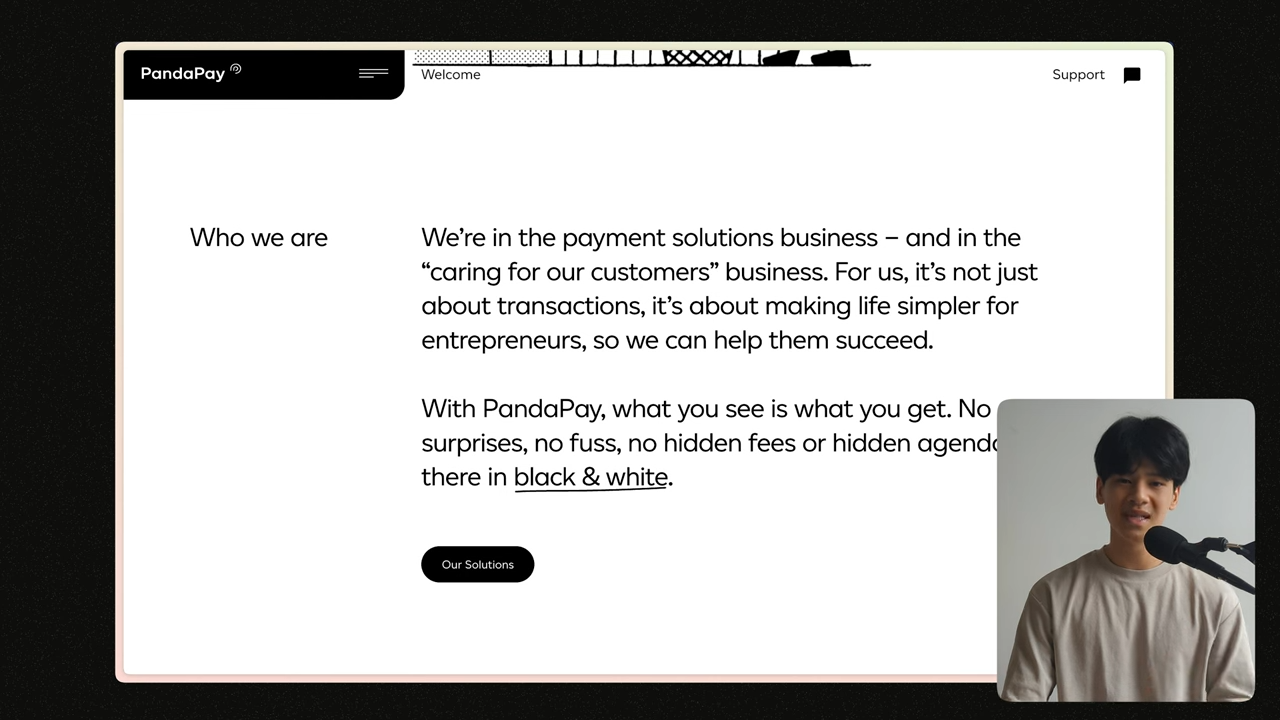 PandaPay
Welcome
Support
Who we are
We’re in the payment solutions business – and in the
“caring for our customers” business. For us, it’s not just
about transactions, it’s about making life simpler for
entrepreneurs, so we can help them succeed.
With PandaPay, what you see is what you get. No
surprises, no fuss, no hidden fees or hidden
there in black & white.
Our Solutions